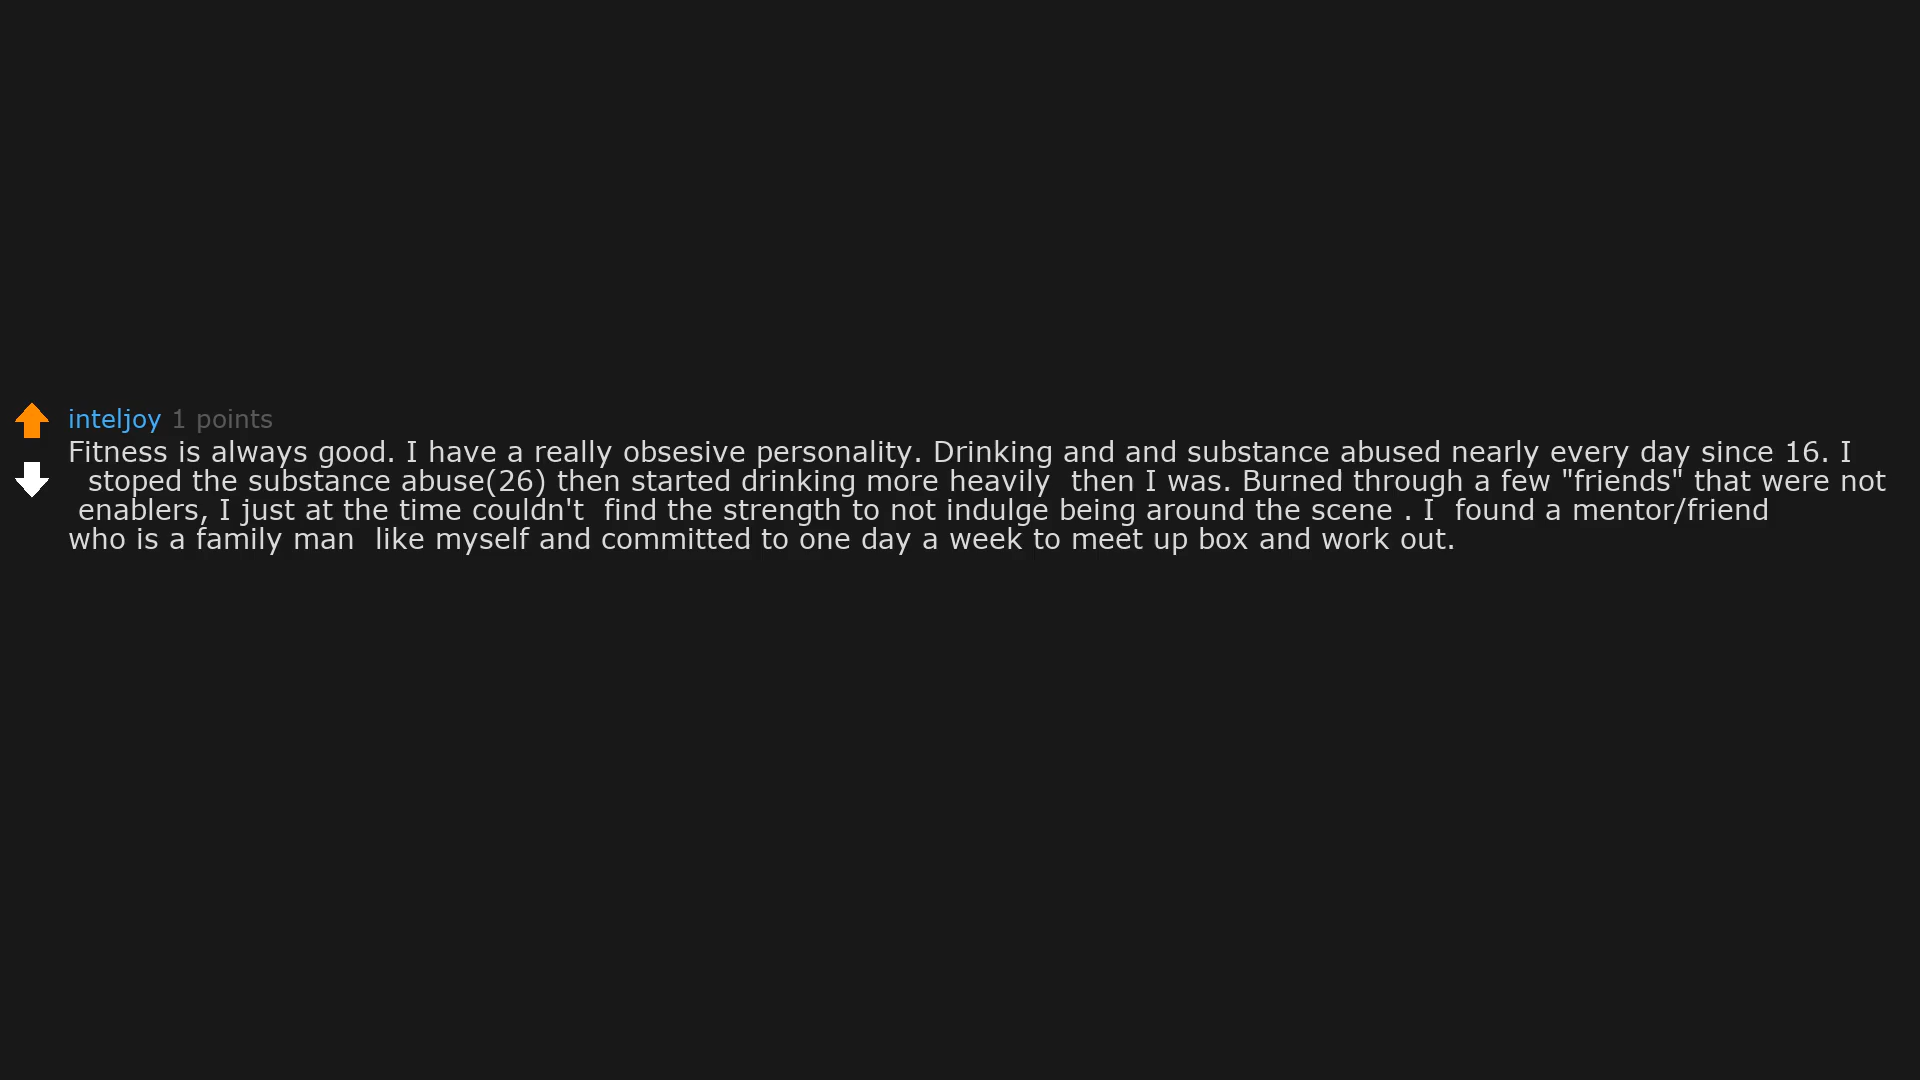 inteljoy 1 points
Fitness is always good. I have a really obsesive personality. Drinking and and substance abused nearly every day since 16. I
stoped the substance abuse(26) then started drinking more heavily  then I was. Burned through a few "friends" that were not
enablers, I just at the time couldn't  find the strength to not indulge being around the scene . I  found a mentor/friend
who is a family man  like myself and committed to one day a week to meet up box and work out.